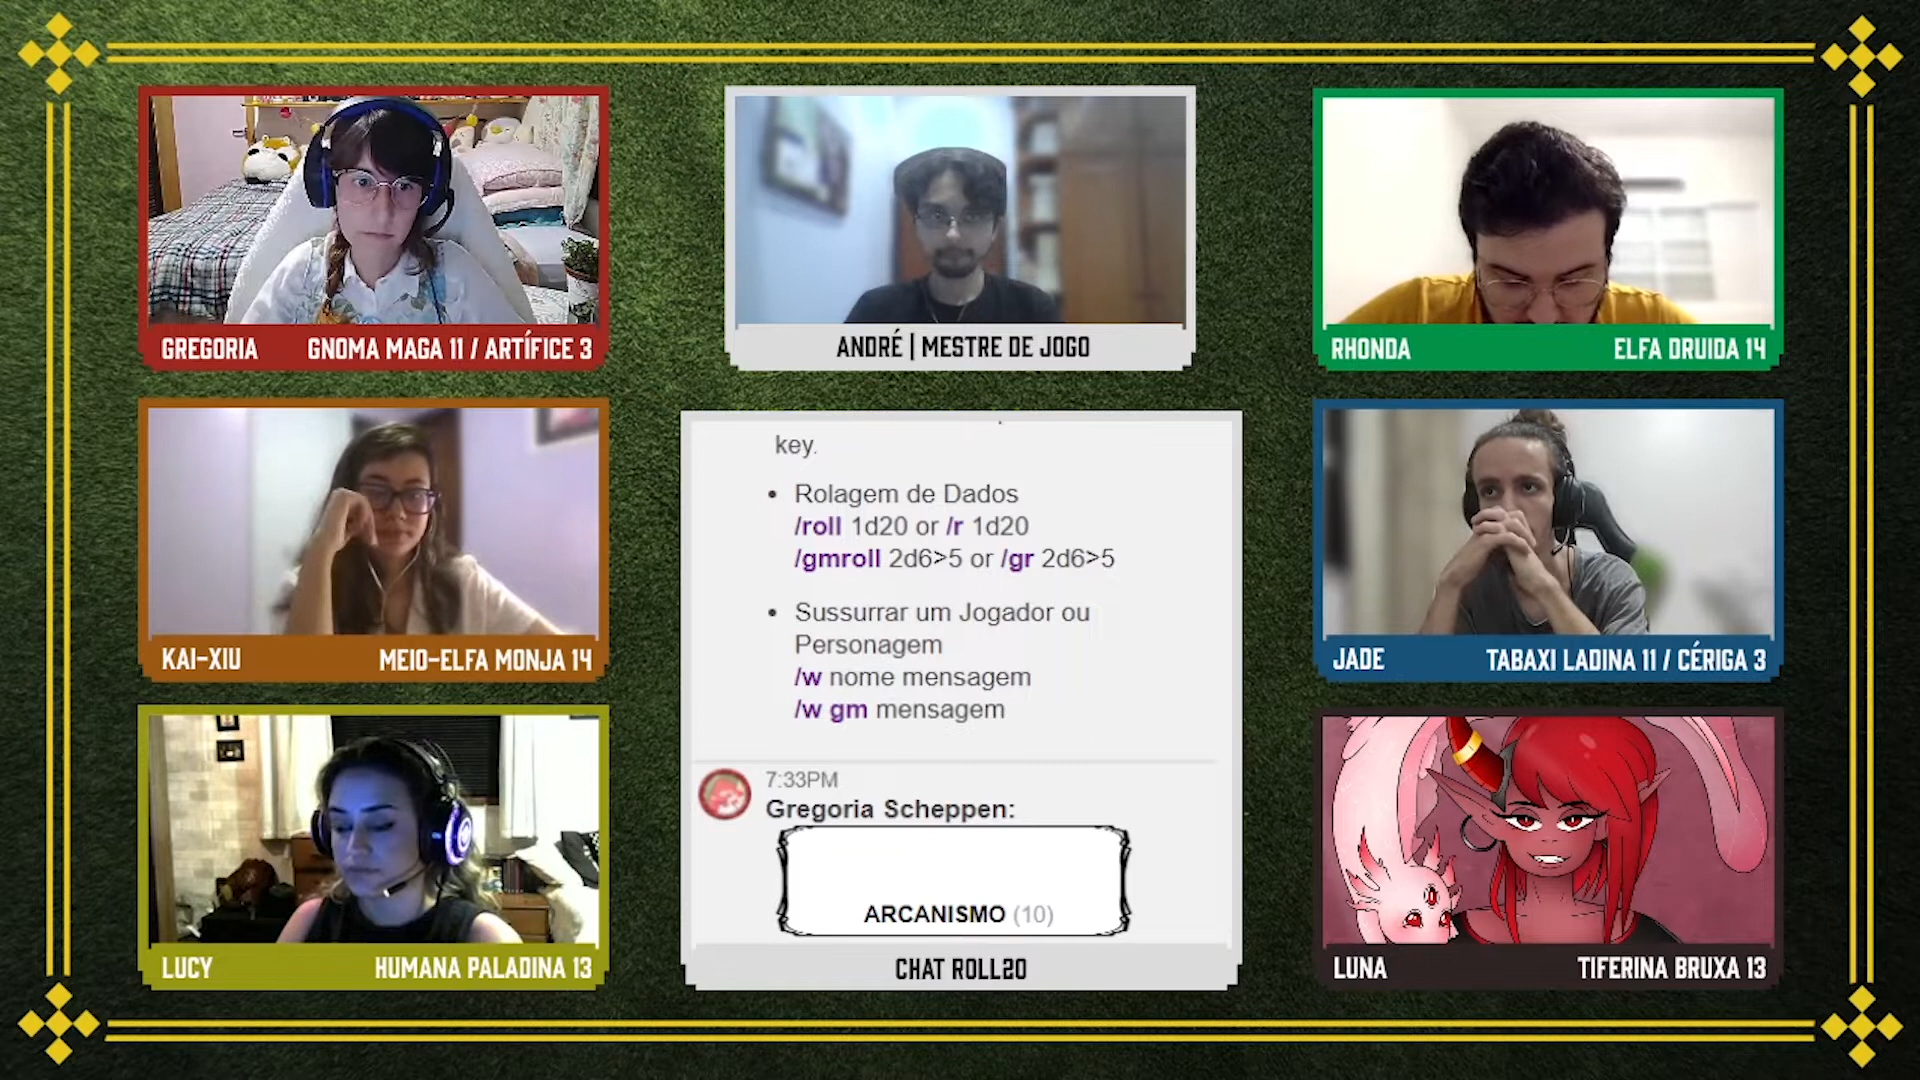 GREGORIA GNOMA MAGA 11 / ARTÍFICE 3
ANDRÉ | MESTRE DE JOGO
RHONDA ELFA DRUIDA 14
KAI-XIU MEIO-ELFA MONJA 14
key.
• Rolagem de Dados
/roll 1d20 or /r 1d20
/gmroll 2d6>5 or /gr 2d6>5
• Sussurrar um Jogador ou
Personagem
/w nome mensagem
/w gm mensagem
7:33PM
Gregoria Scheppen:
ARCANISMO (10)
CHAT ROLL20
JADE TABAXI LADINA 11 / CÉRIGA 3
LUCY HUMANA PALADINA 13
LUNA TIFERINA BRUXA 13